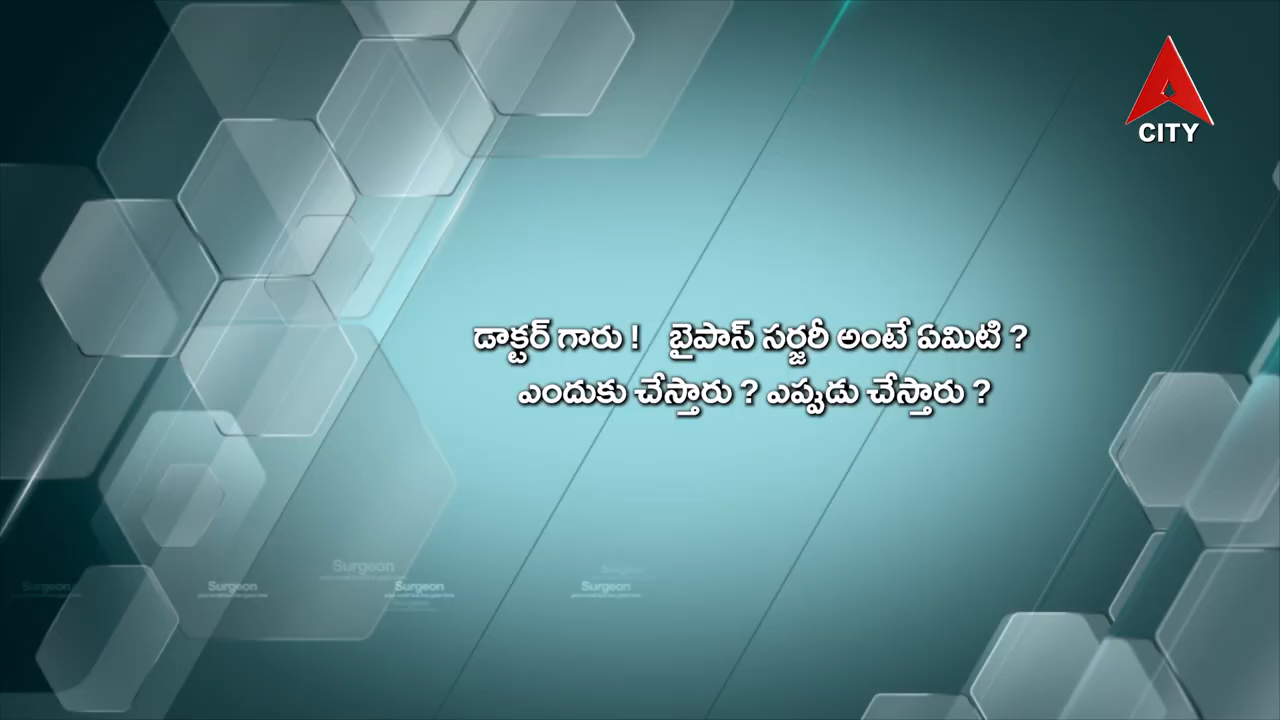 CITY
డాక్టర్ గారు ! బైపాస్ సర్జరీ అంటే ఏమిటి ?
ఎందుకు చేస్తారు ? ఎప్పుడు చేస్తారు ?
Surgeon
Surgeon
Surgeon
Surgeon
Surgeon